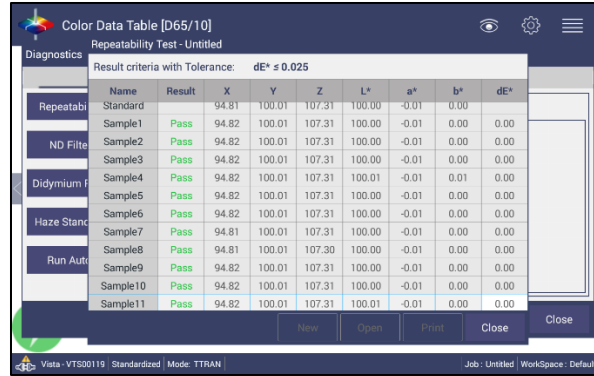 Color Data Table [D65/10]
Repeatability Test - Untitled
Diagnostics
Result criteria with Tolerance: dE* ≤ 0.025
Name Result X Y Z L* a* b* dE*
Standard 94.81 100.01 107.31 100.00 -0.01 0.00
Sample1 Pass 94.82 100.01 107.31 100.00 -0.01 0.00 0.00
Sample2 Pass 94.82 100.01 107.31 100.00 -0.01 0.00 0.00
Sample3 Pass 94.82 100.01 107.31 100.00 -0.01 0.00 0.00
Sample4 Pass 94.82 100.01 107.31 100.01 -0.01 0.01 0.00
Sample5 Pass 94.82 100.01 107.31 100.00 -0.01 0.00 0.00
Sample6 Pass 94.82 100.01 107.31 100.00 -0.01 0.00 0.00
Sample7 Pass 94.81 100.01 107.31 100.00 -0.01 0.00 0.00
Sample8 Pass 94.81 100.01 107.30 100.00 -0.01 0.00 0.00
Sample9 Pass 94.82 100.01 107.31 100.00 -0.01 0.00 0.00
Sample10 Pass 94.82 100.01 107.31 100.00 -0.01 0.00 0.00
Sample11 Pass 94.82 100.01 107.31 100.01 -0.01 0.00 0.00
Repeatabi
ND Filte
Didymium F
Haze Stand
Run Aut
New Open Print Close
Close
Vista - VTS00119 Standardized Mode: TTRAN Job : Untitled WorkSpace : Defaul